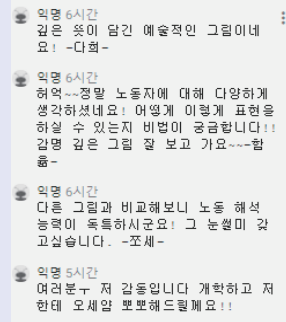 익명 6시간
깊은 뜻이 담긴 예술적인 그림이네
요! -다희-
익명 6시간
허억~~정말 노동자에 대해 다양하게
생각하셨네요! 어떻게 이렇게 표현을
하실 수 있는지 비법이 궁금합니다!!
감명 깊은 그림 잘 보고 가요~~-함
옮-
익명 6시간
다른 그림과 비교해보니 노동 해석
능력이 독특하시군요! 그 눈썰미 갖
고싶습니다. -쪼세-
익명 5시간
여러분ㅜ 저 감동입니다 개학하고 저
한테 오세얌 뽀뽀해드릴께요!!